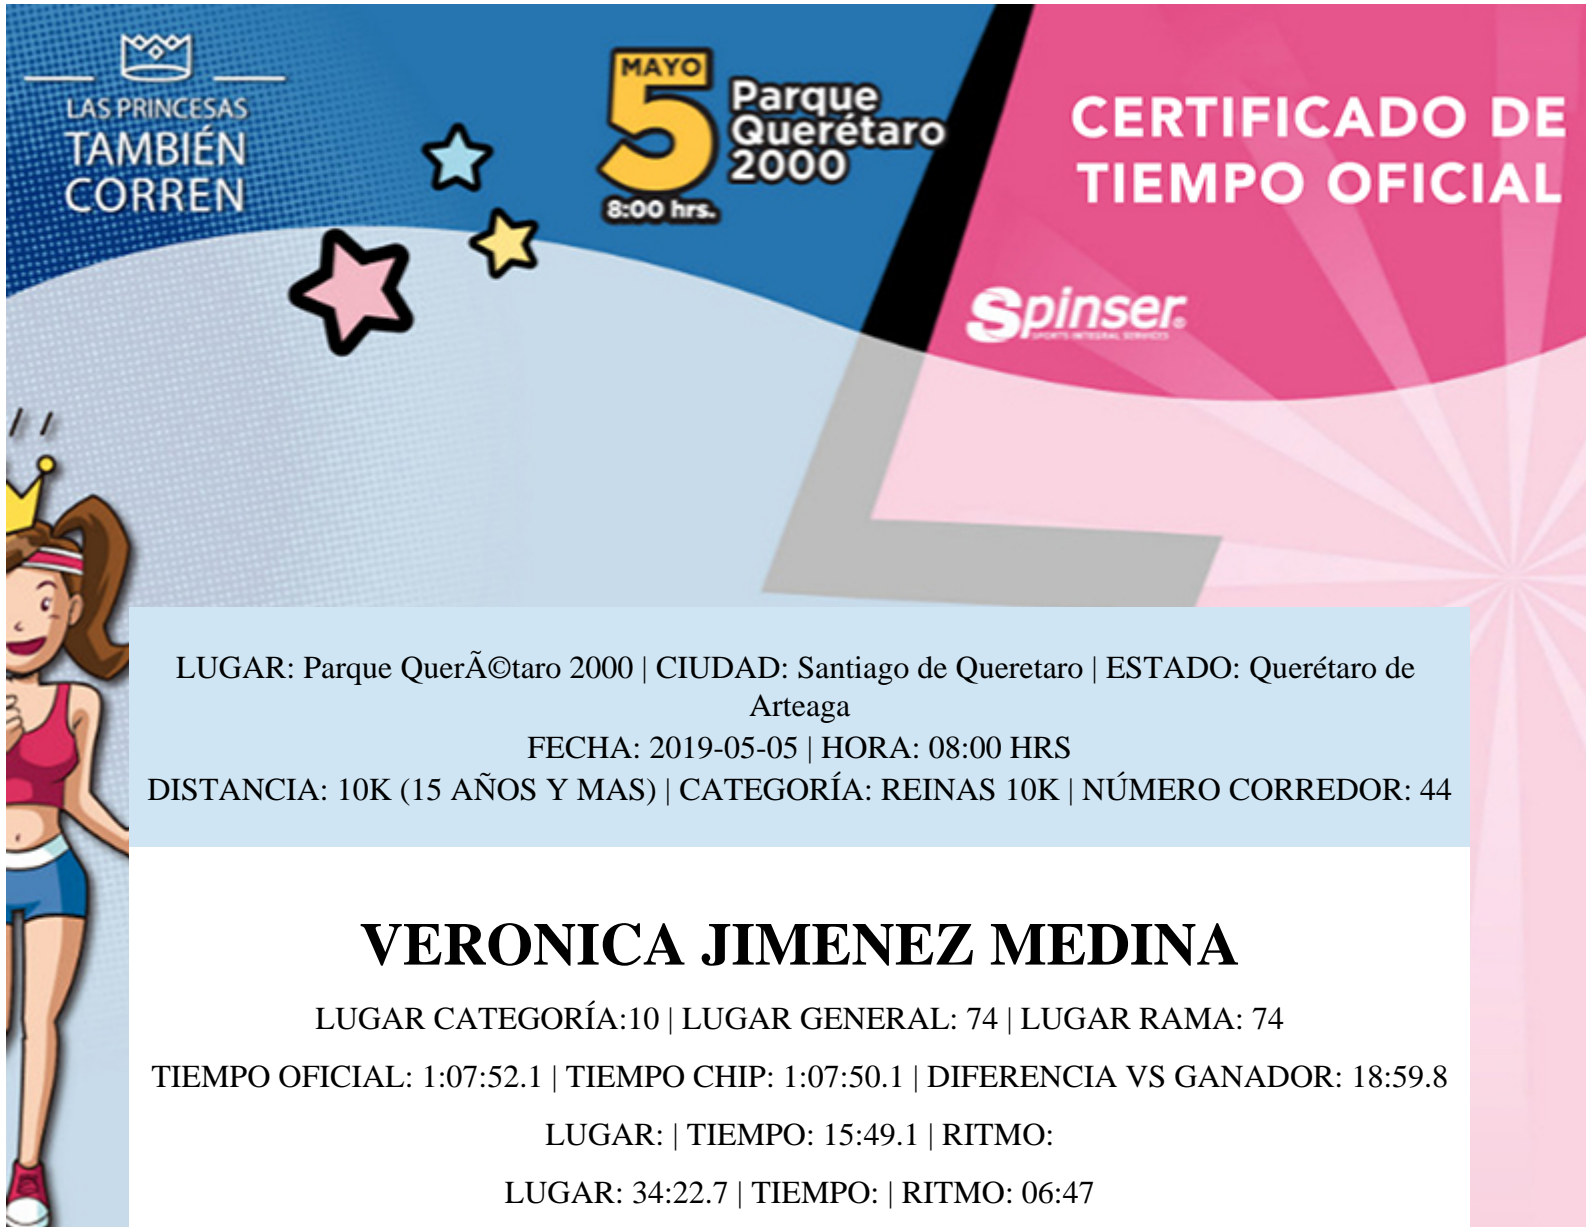 LAS PRINCESAS
TAMBIÉN
CORREN
MAYO
5
8:00 hrs.
Parque
Querétaro
2000
CERTIFICADO DE
TIEMPO OFICIAL
Spinser®
SPORTS INTEGRAL SERVICES
LUGAR: Parque QuerÃ©taro 2000 | CIUDAD: Santiago de Queretaro | ESTADO: Querétaro de
Arteaga
FECHA: 2019-05-05 | HORA: 08:00 HRS
DISTANCIA: 10K (15 AÑOS Y MAS) | CATEGORÍA: REINAS 10K | NÚMERO CORREDOR: 44
VERONICA JIMENEZ MEDINA
LUGAR CATEGORÍA:10 | LUGAR GENERAL: 74 | LUGAR RAMA: 74
TIEMPO OFICIAL: 1:07:52.1 | TIEMPO CHIP: 1:07:50.1 | DIFERENCIA VS GANADOR: 18:59.8
LUGAR: | TIEMPO: 15:49.1 | RITMO:
LUGAR: 34:22.7 | TIEMPO: | RITMO: 06:47